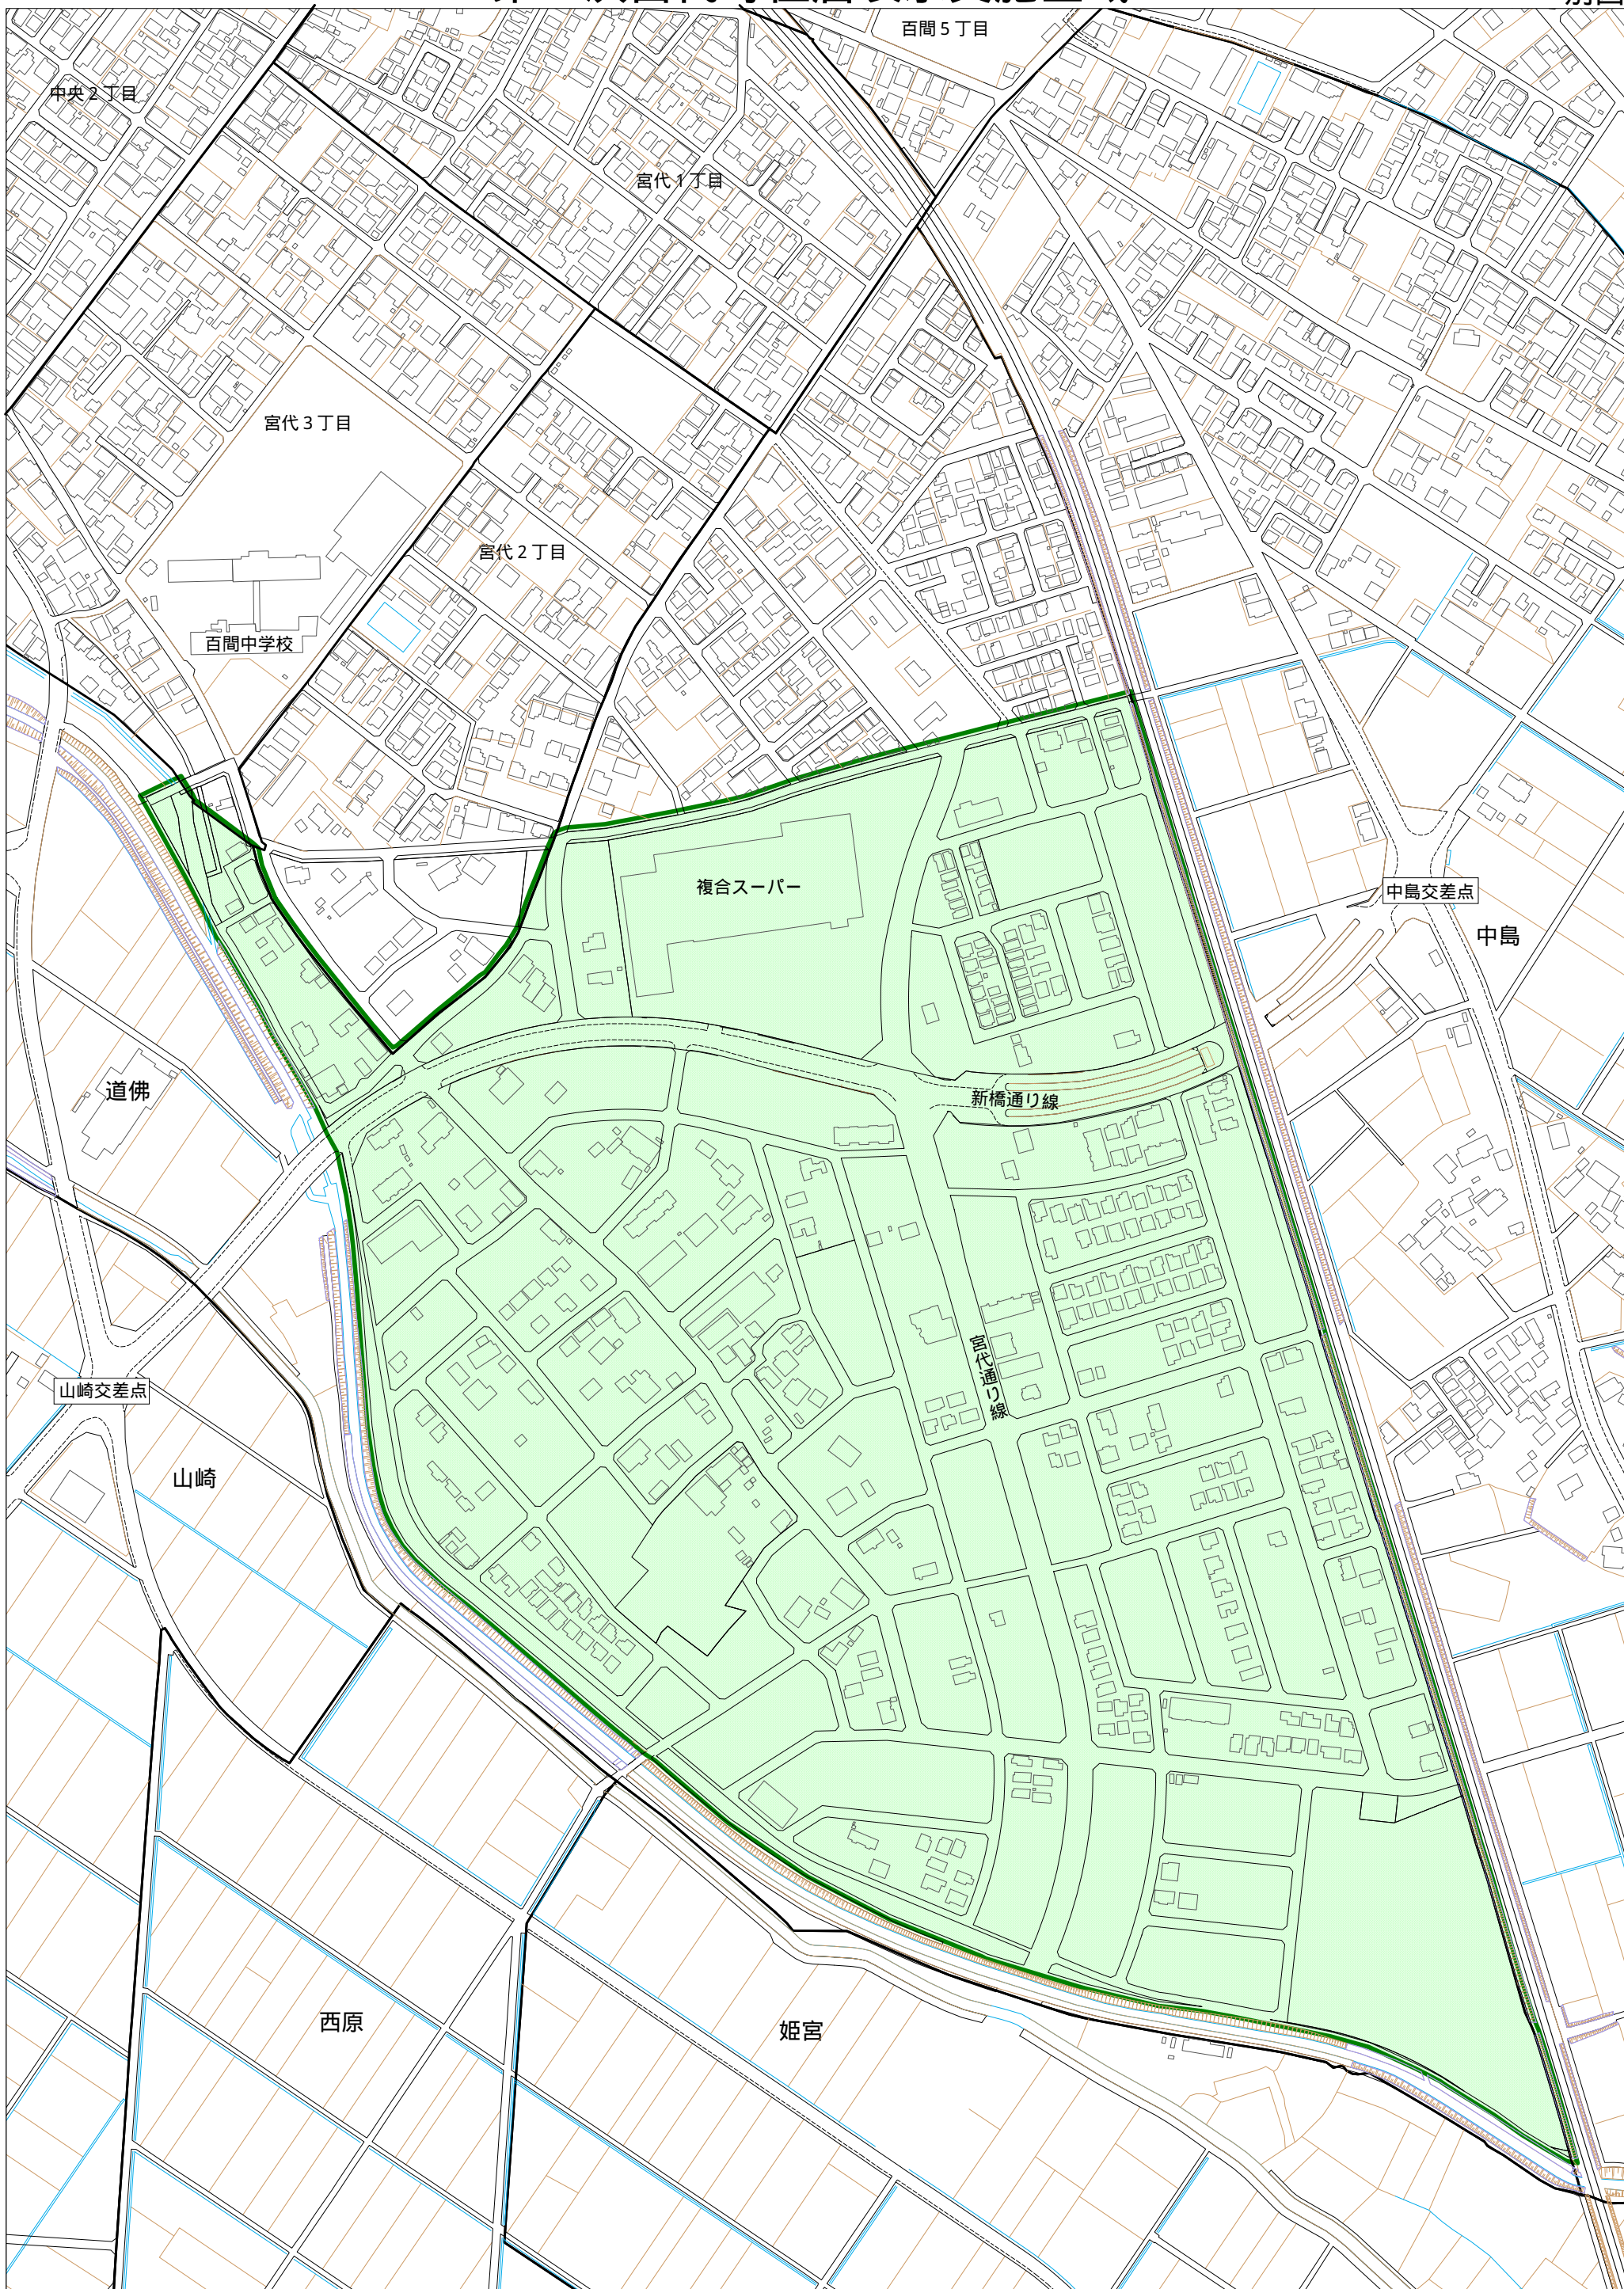 百間５丁目
中央２丁目
宮代１丁目
宮代３丁目
宮代２丁目
百間中学校
複合スーパー
中島交差点
中島
道佛
新橋通り線
宮代通り線
山崎交差点
山崎
西原
姫宮